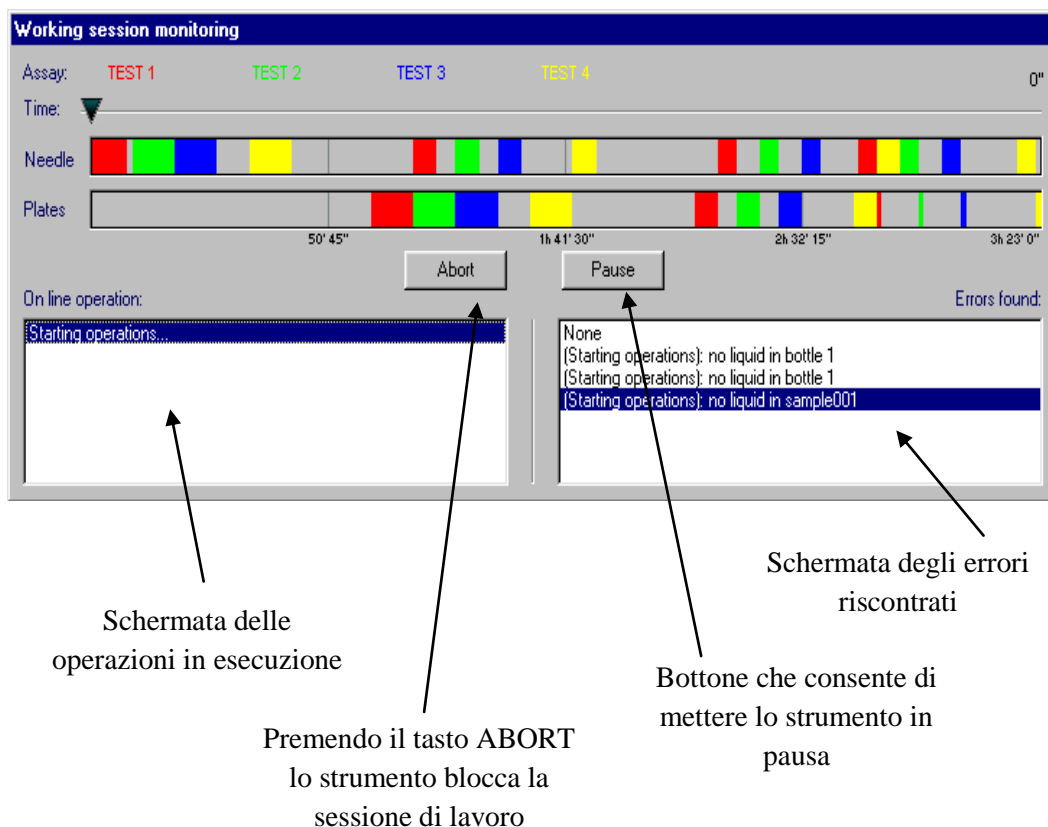 Working session monitoring
Assay: TEST 1 TEST 2 TEST 3 TEST 4 0"
Time:
Needle
Plates
50' 45" 1h 41' 30" 2h 32' 15" 3h 23' 0"
Abort Pause
On line operation: Errors found:
Starting operations...
None
(Starting operations): no liquid in bottle 1
(Starting operations): no liquid in bottle 1
(Starting operations): no liquid in sample001
Schermata degli errori
riscontrati
Schermata delle
operazioni in esecuzione
Bottone che consente di
mettere lo strumento in
pausa
Premendo il tasto ABORT
lo strumento blocca la
sessione di lavoro